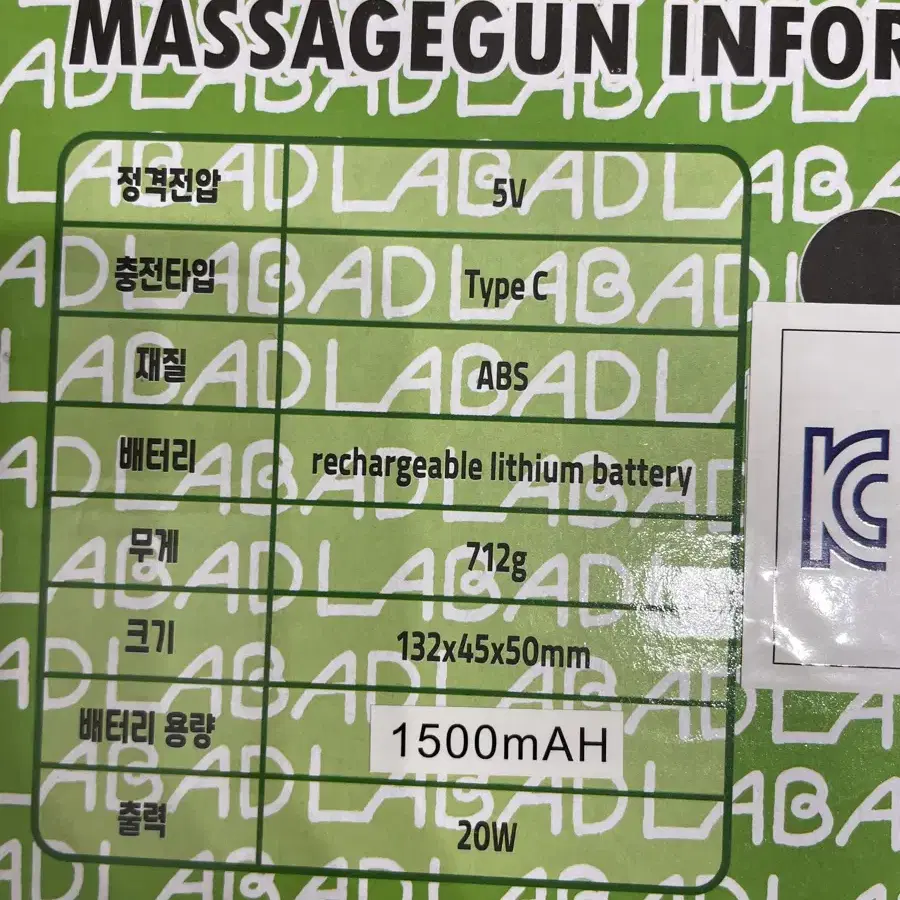 MASSAGEGUN INFOR
정격전압 5V
충전타입 Type C
재질 ABS
배터리 rechargeable lithium battery
무게 712g
크기 132x45x50mm
배터리 용량 1500mAH
출력 20W
KC